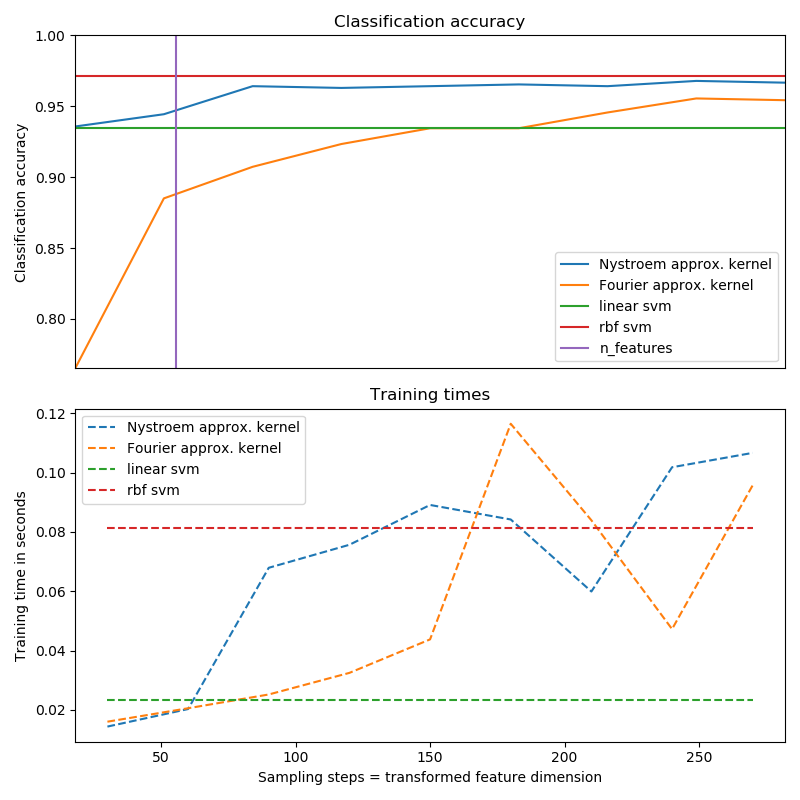 Classification accuracy
1.00
0.95
0.90
0.85
0.80
Classification accuracy
Nystroem approx. kernel
Fourier approx. kernel
linear svm
rbf svm
n_features
Training times
0.12
0.10
0.08
0.06
0.04
0.02
Training time in seconds
Nystroem approx. kernel
Fourier approx. kernel
linear svm
rbf svm
50
100
150
200
250
Sampling steps = transformed feature dimension